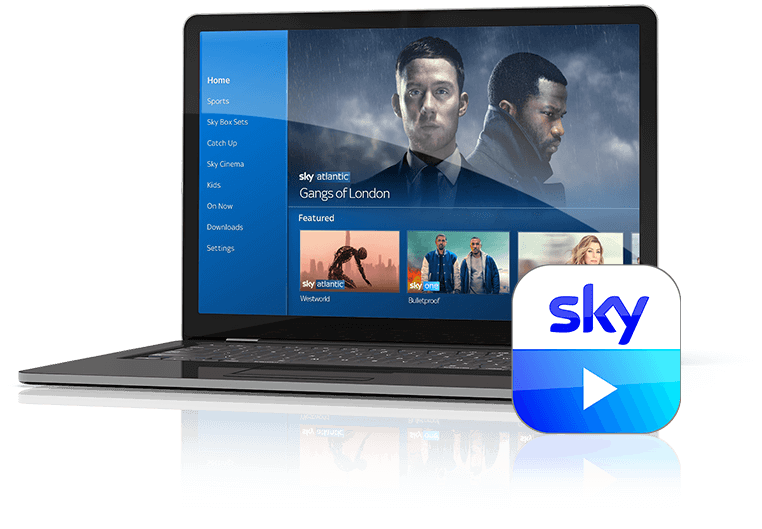 Home
Sports
Sky Box Sets
Catch Up
Sky Cinema
Kids
On Now
Downloads
Settings
sky atlantic
Gangs of London
Featured
sky atlantic
Westworld
sky one
Bulletproof
sky